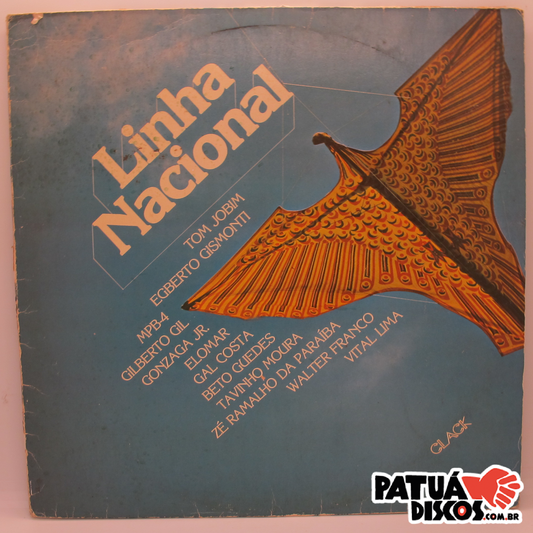 Linha
Nacional
TOM JOBIM
EGBERTO GISMONTI
MPB-4
GILBERTO GIL
GONZAGA JR.
ELOMAR
GAL COSTA
BETO GUEDES
TAVINHO MOURA
ZÉ RAMALHO DA PARAÍBA
WALTER FRANCO
VITAL LIMA
CLACK
PATUÁ
DISCOS.COM.BR